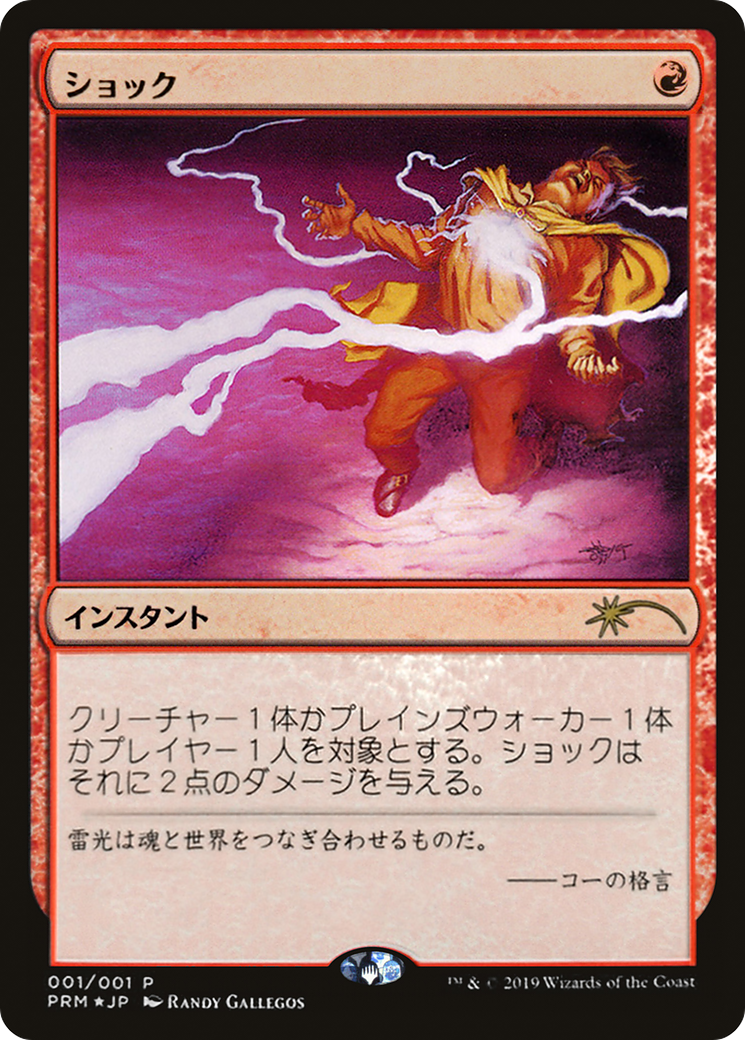 ショック
インスタント
クリーチャー１体かプレインズウォーカー１体
かプレイヤー１人を対象とする。ショックは
それに２点のダメージを与える。
雷光は魂と世界をつなぎ合わせるものだ。
――コーの格言
001/001 P
PRM★JP RANDY GALLEGOS
™ & © 2019 Wizards of the Coast